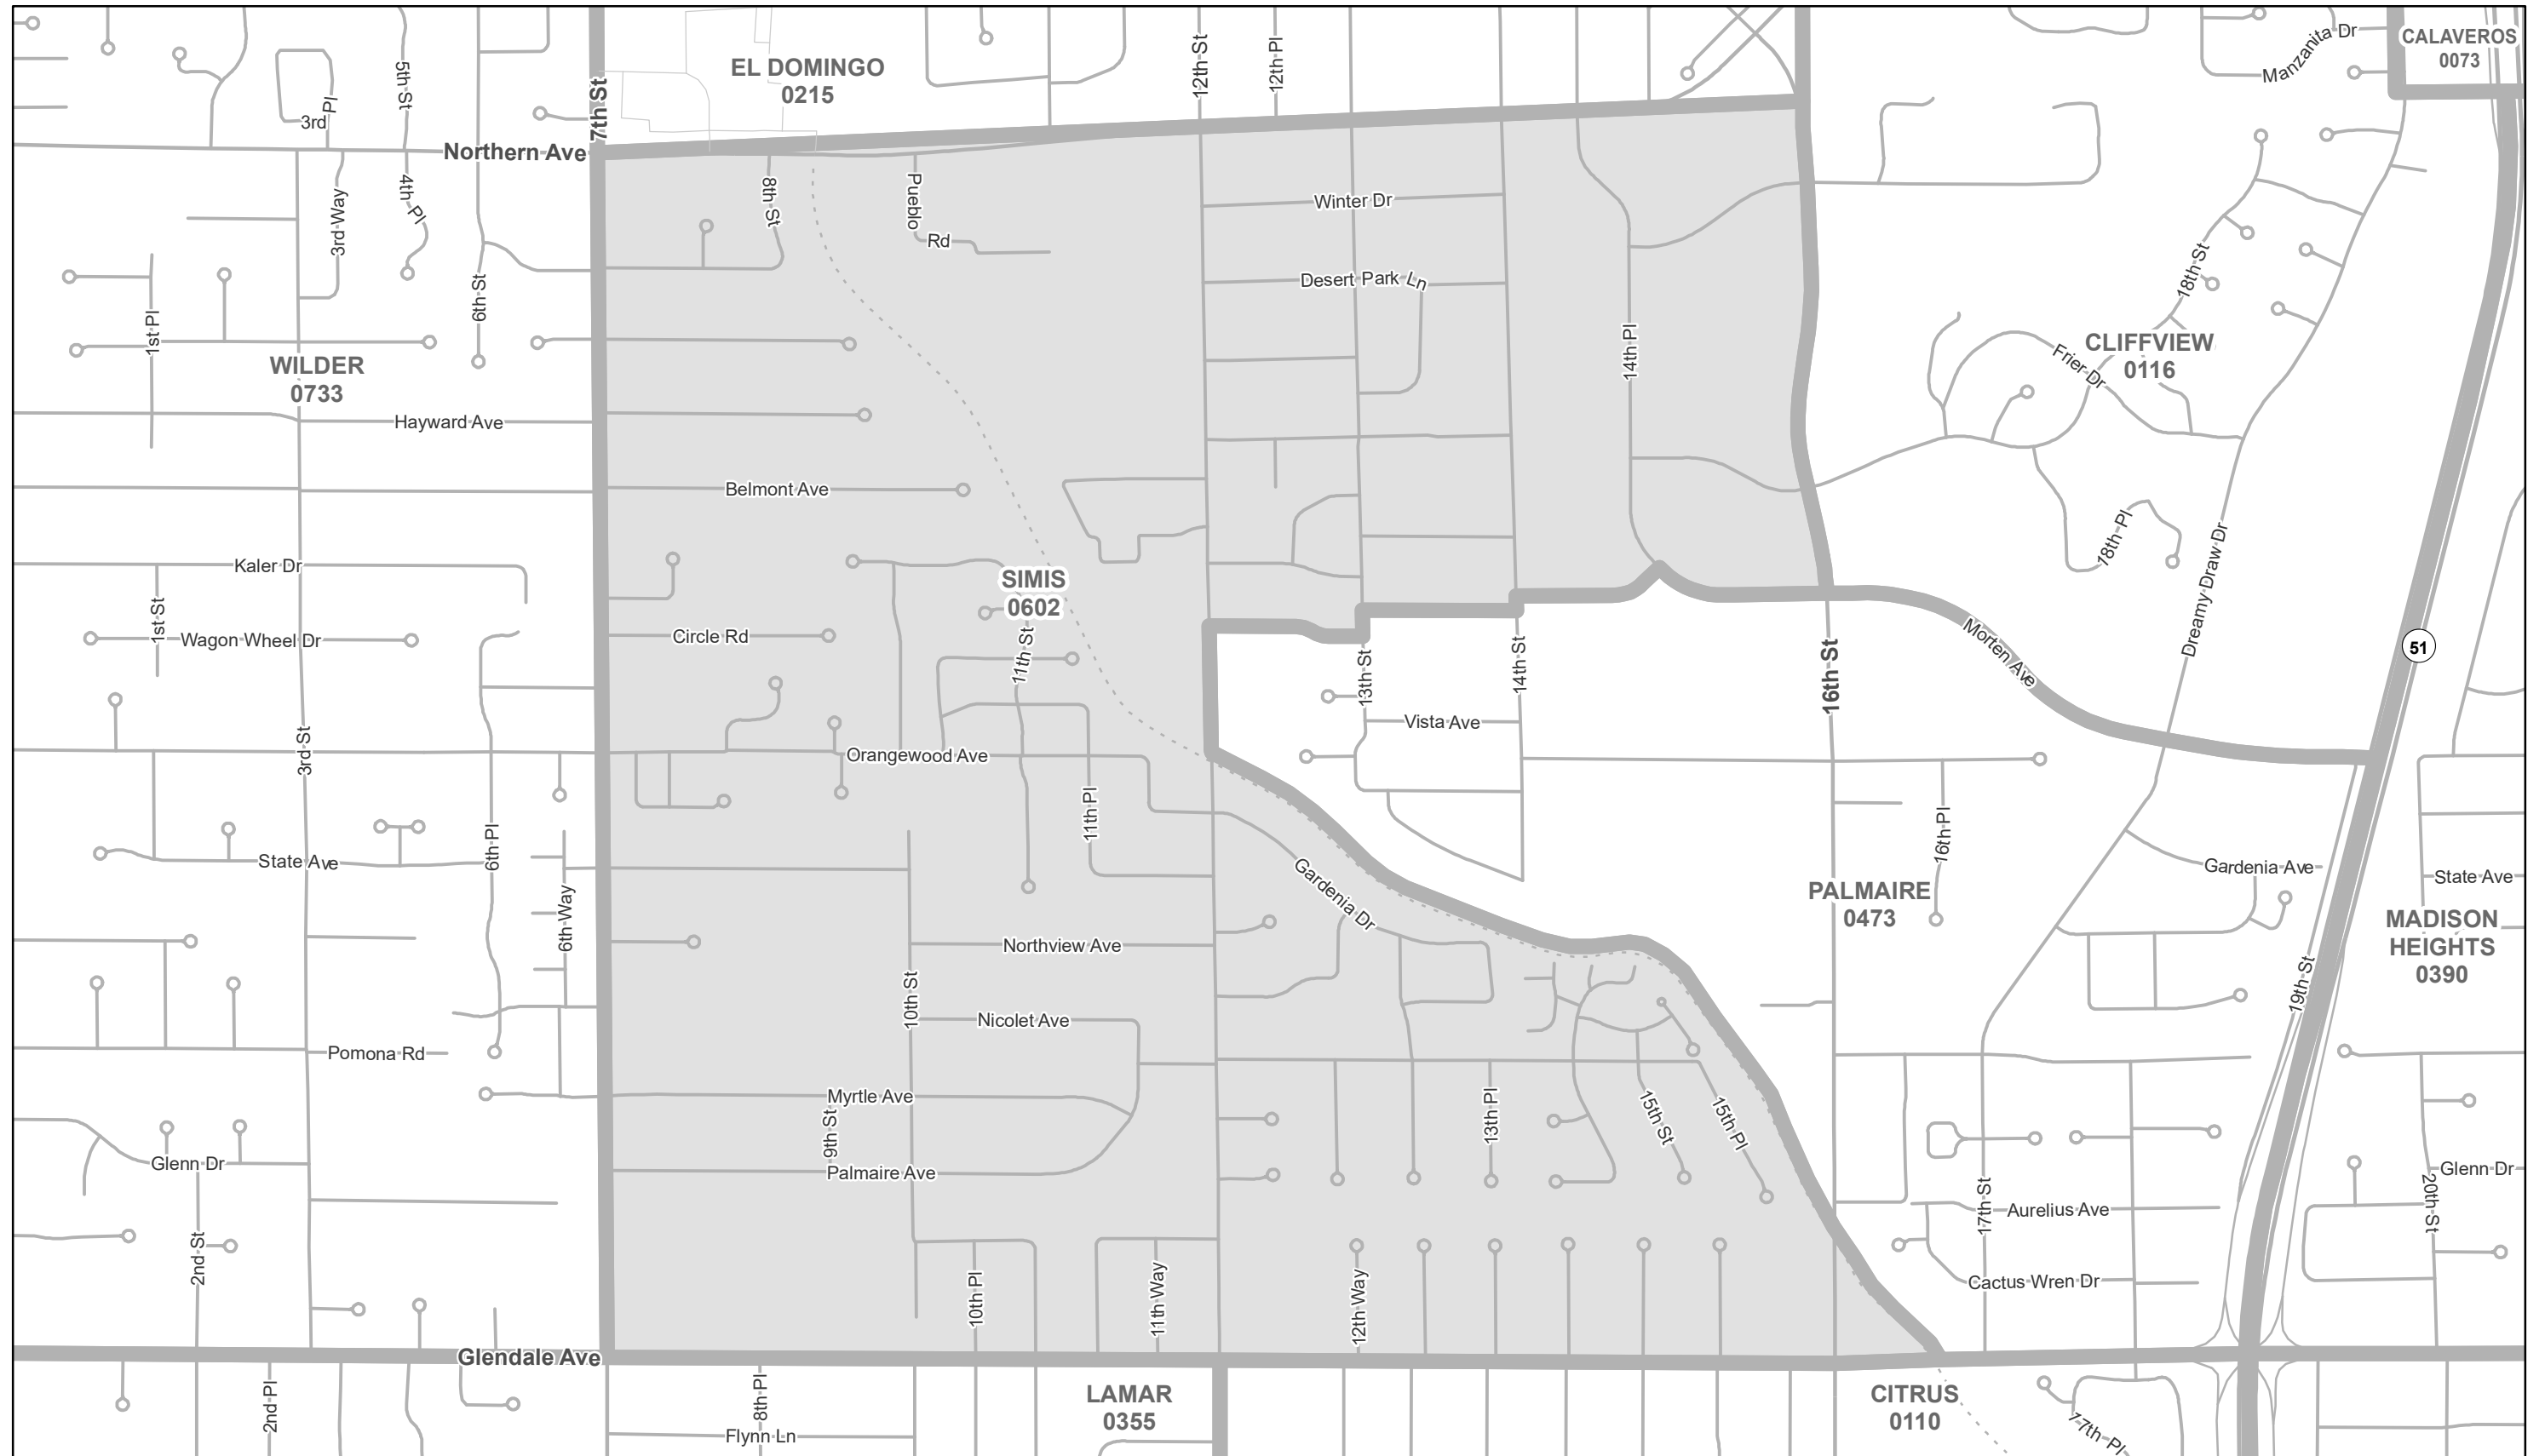 Manzanita Dr
CALAVEROS
0073
EL DOMINGO
0215
12th St
12th Pl
5th St
3rd Pl
7th St
Northern Ave
3rd Way
4th Pl
8th St
Pueblo Rd
Winter Dr
6th St
Desert Park Ln
18th St
1st Pl
14th Pl
CLIFFVIEW
0116
Frier Dr
WILDER
0733
Hayward Ave
Belmont Ave
18th Pl
Kaler Dr
SIMIS
0602
Dreamy Draw Dr
1st St
Wagon Wheel Dr
Circle Rd
11th St
13th St
14th St
16th St
Morten Ave
51
Vista Ave
3rd St
Orangewood Ave
11th Pl
16th Pl
6th Pl
State Ave
Gardenia Ave
State Ave
Gardenia Dr
PALMAIRE
0473
6th Way
MADISON
HEIGHTS
0390
Northview Ave
10th St
19th St
Nicolet Ave
Pomona Rd
Myrtle Ave
9th St
13th Pl
15th St
15th Pl
Glenn Dr
Palmaire Ave
Glenn Dr
17th St
Aurelius Ave
20th St
2nd St
Cactus Wren Dr
10th Pl
11th Way
12th Way
Glendale Ave
2nd Pl
8th Pl
LAMAR
0355
CITRUS
0110
17th Pl
Flynn Ln